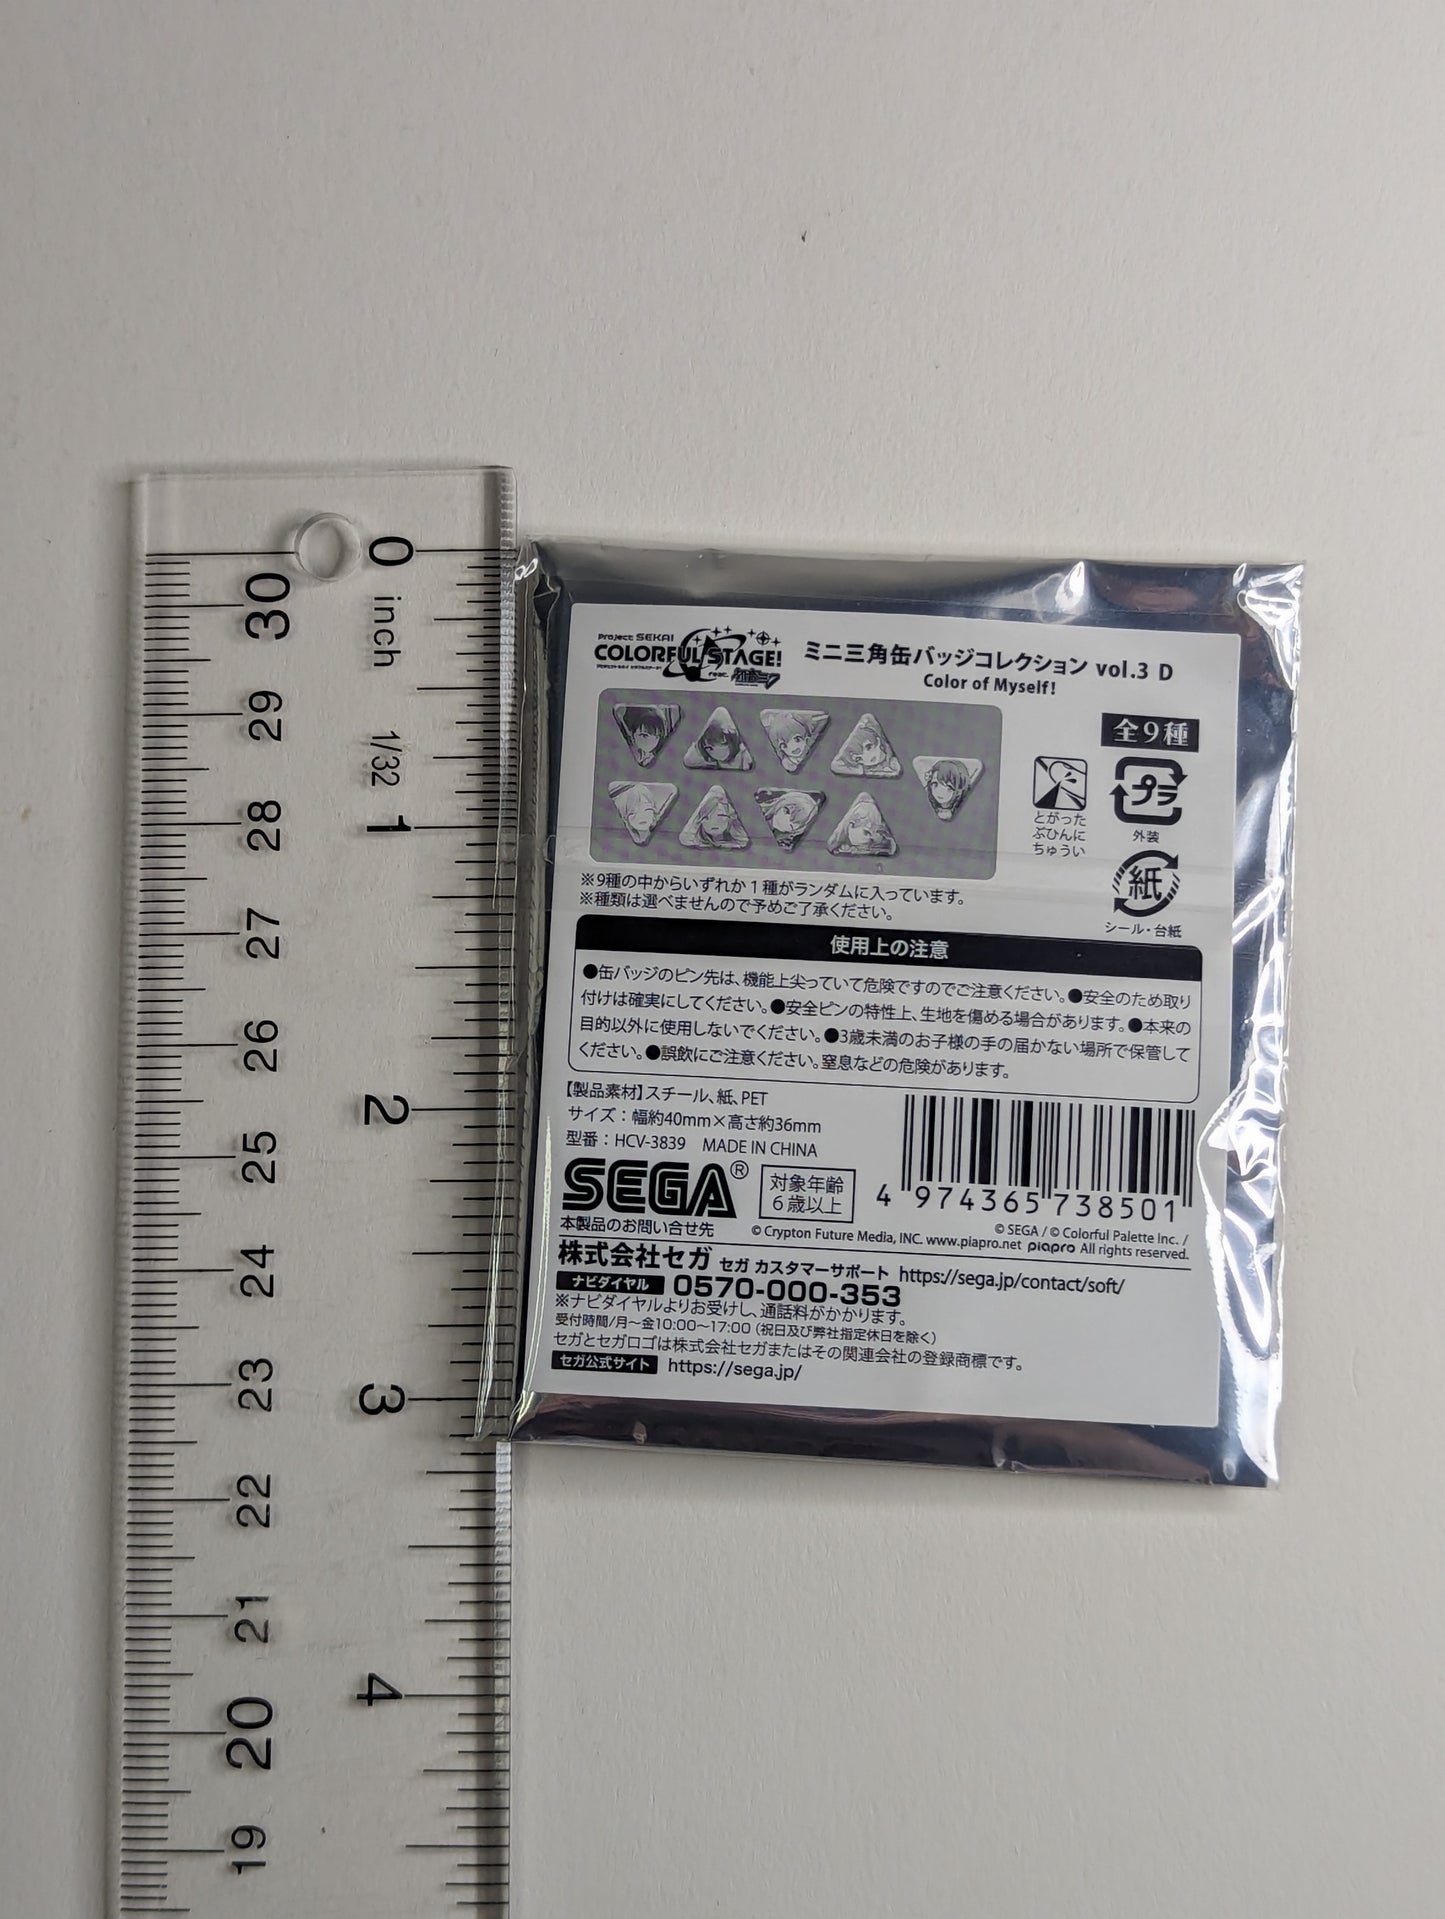 0
inch
1/32
1
2
3
4
30
29
28
27
26
25
24
23
22
21
20
19
Project SEKAI
COLORFUL STAGE!
feat. 初音ミク
ミニ三角缶バッジコレクション vol.3 D
Color of Myself!
全9種
とがった
ぶひんに
ちゅうい
プラ
外装
紙
シール・台紙
※9種の中からいずれか1種がランダムに入っています。
※種類は選べませんので予めご了承ください。
使用上の注意
●缶バッジのピン先は、機能上尖っていて危険ですのでご注意ください。●安全のため取り
付けは確実にしてください。●安全ピンの特性上、生地を傷める場合があります。●本来の
目的以外に使用しないでください。●3歳未満のお子様の手の届かない場所で保管して
ください。●誤飲にご注意ください。窒息などの危険があります。
【製品素材】スチール、紙、PET
サイズ：幅約40mm×高さ約36mm
型番：HCV-3839 MADE IN CHINA
SEGA®
対象年齢
6歳以上
4 974365 738501
© SEGA / © Colorful Palette Inc. /
© Crypton Future Media, INC. www.piapro.net piapro All rights reserved.
本製品のお問い合せ先
株式会社セガ セガ カスタマーサポート https://sega.jp/contact/soft/
ナビダイヤル 0570-000-353
※ナビダイヤルよりお受けし、通話料がかかります。
受付時間/月〜金10:00〜17:00（祝日及び弊社指定休日を除く）
セガとセガロゴは株式会社セガまたはその関連会社の登録商標です。
セガ公式サイト https://sega.jp/